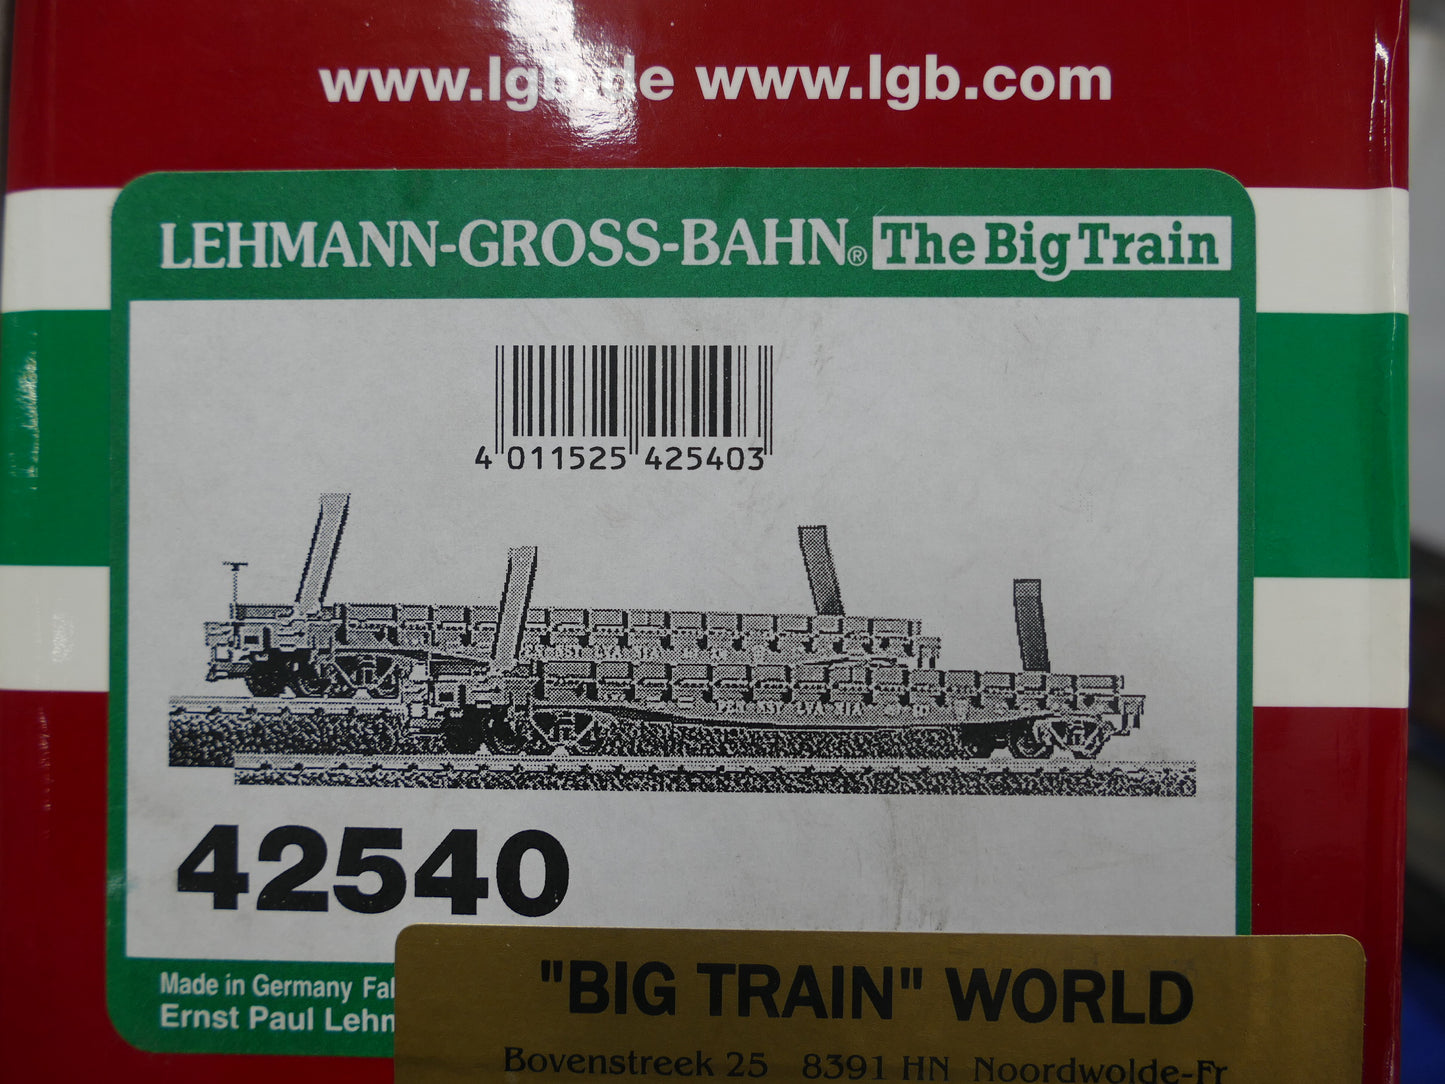 www.lgb.de www.lgb.com
LEHMANN-GROSS-BAHN® The Big Train
4 011525 425403
PENNSYLVANIA
42540
Made in Germany
Ernst Paul
"BIG TRAIN" WORLD
Bovenstreek 25 8391 HN Noordwolde-Fr